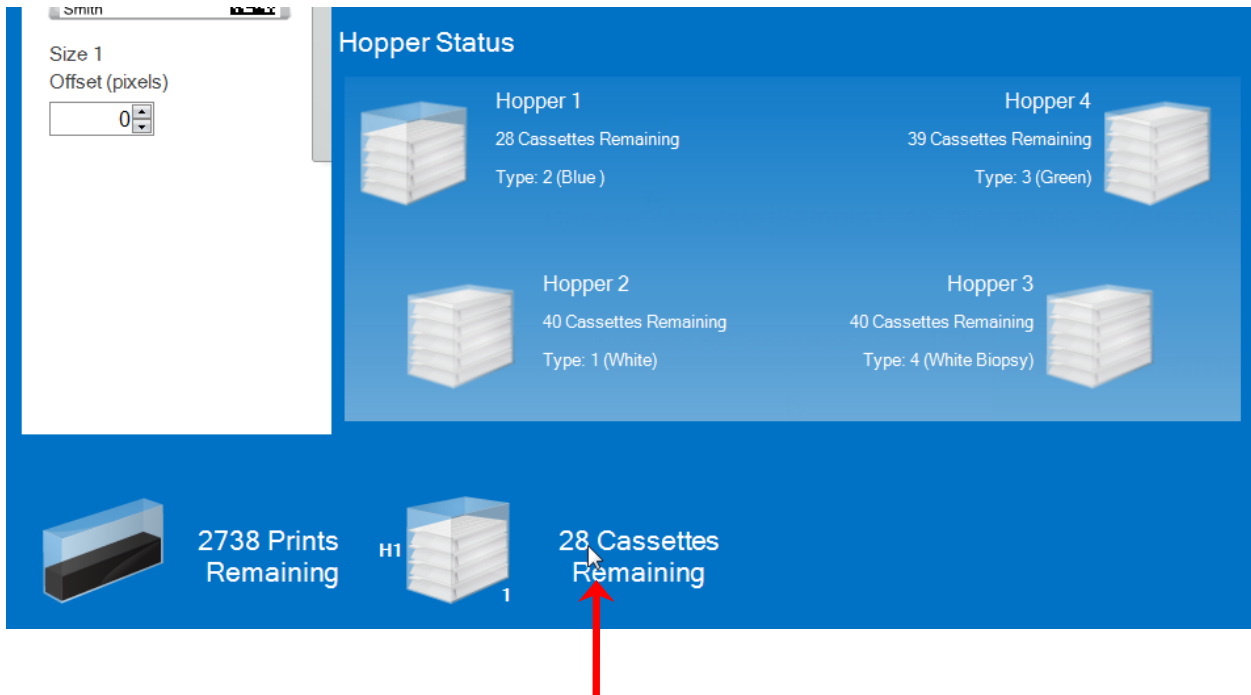 Smith
Size 1
Offset (pixels)
0
Hopper Status
Hopper 1
28 Cassettes Remaining
Type: 2 (Blue )
Hopper 4
39 Cassettes Remaining
Type: 3 (Green)
Hopper 2
40 Cassettes Remaining
Type: 1 (White)
Hopper 3
40 Cassettes Remaining
Type: 4 (White Biopsy)
2738 Prints
Remaining
H1
1
28 Cassettes
Remaining